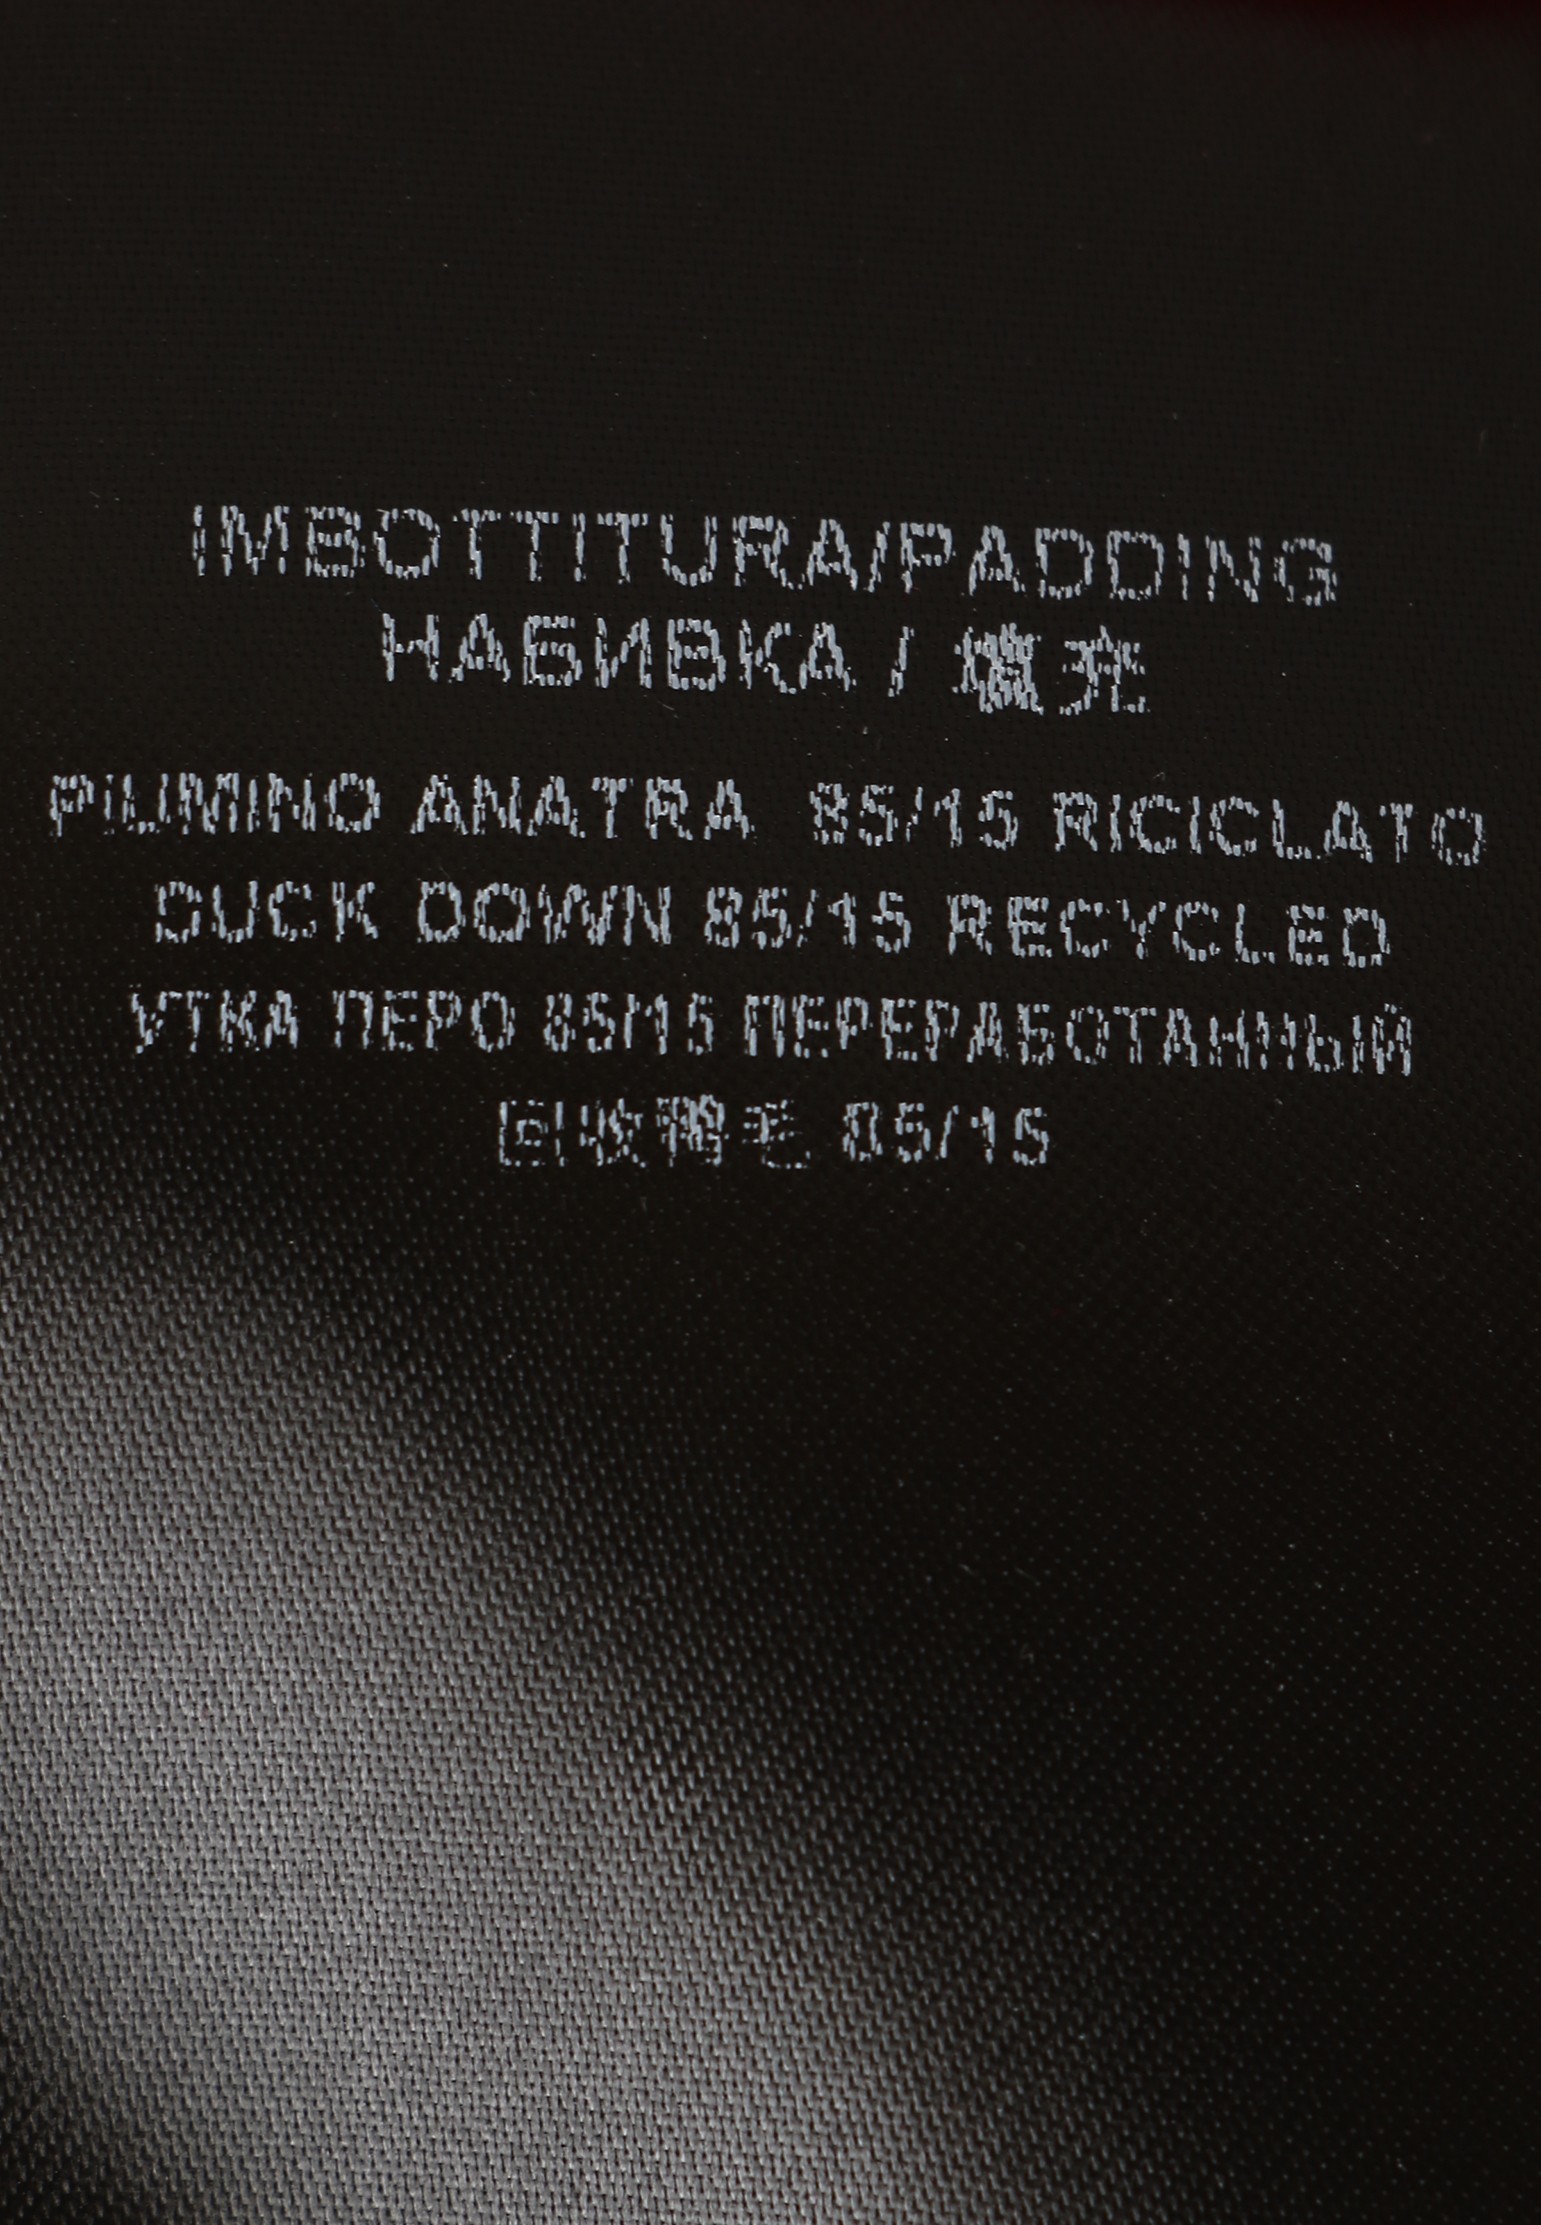 IMBOTTITURA/PADDING
НАБИВКА / 填充
PIUMINO ANATRA 85/15 RICICLATO
DUCK DOWN 85/15 RECYCLED
УТКА ПЕРО 85/15 ПЕРЕРАБОТАННЫЙ
回收鸭毛 85/15